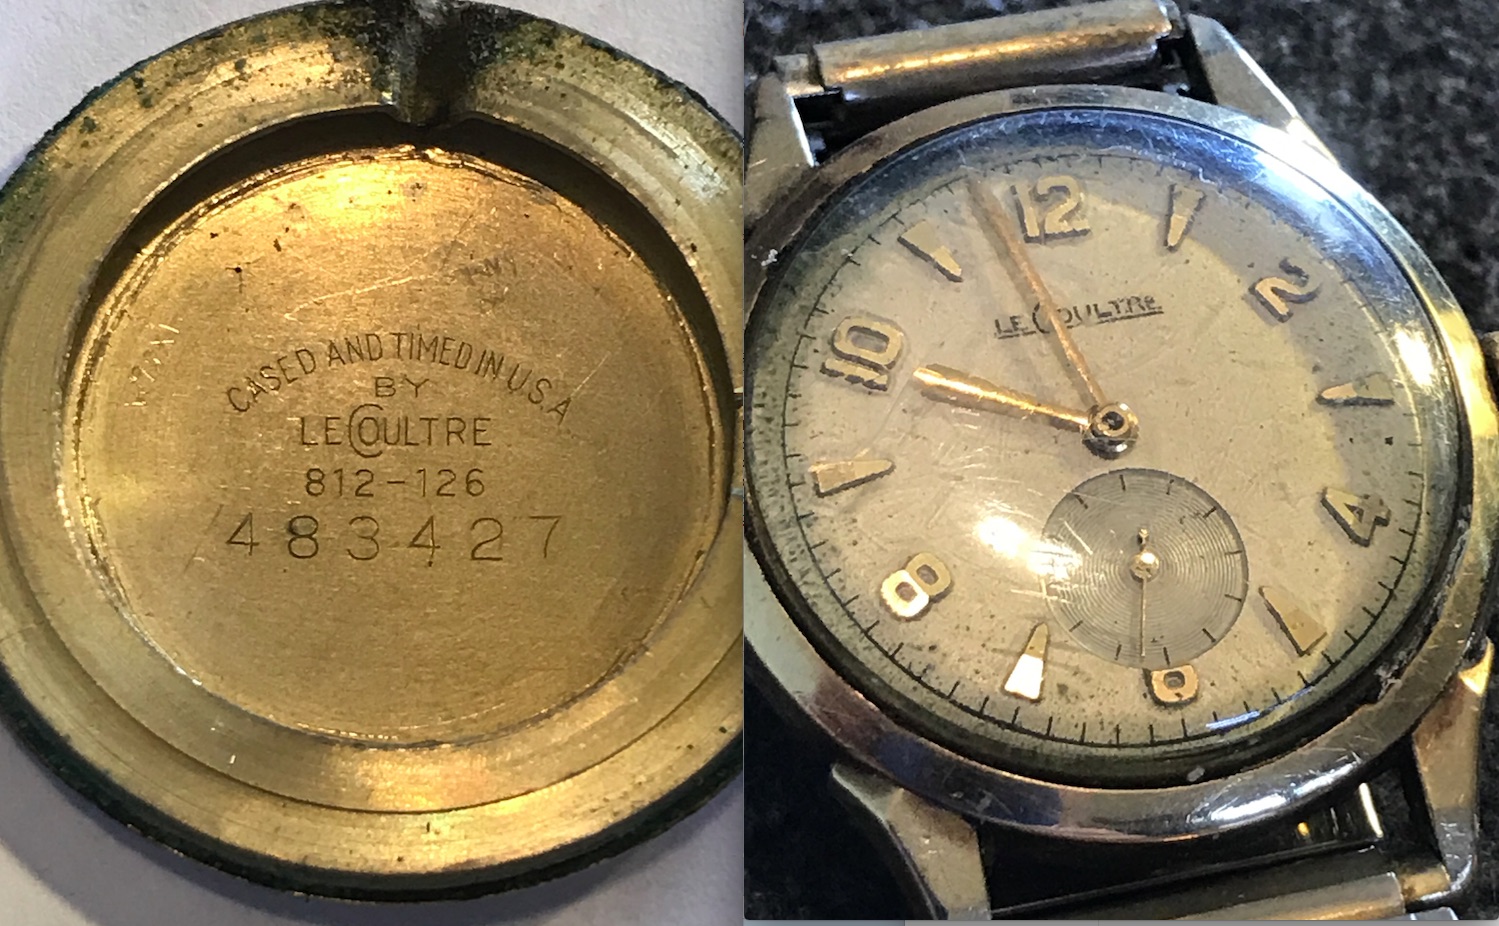 CASED AND TIMED IN U.S.A.
BY
LECOULTRE
812-126
483427
12
2
4
6
8
10
LECOULTRE